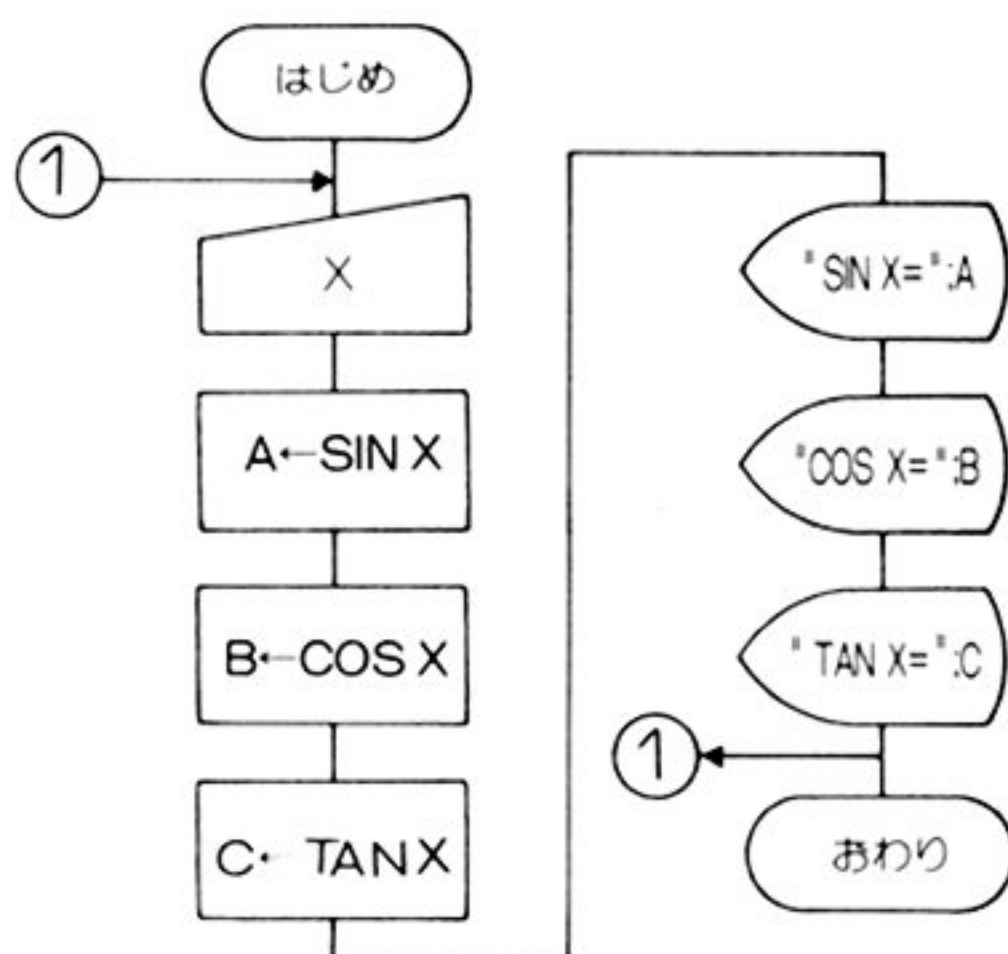 はじめ
1
X
A←SIN X
B←COS X
C← TAN X
"SIN X=";A
"COS X=";B
"TAN X=";C
1
おわり